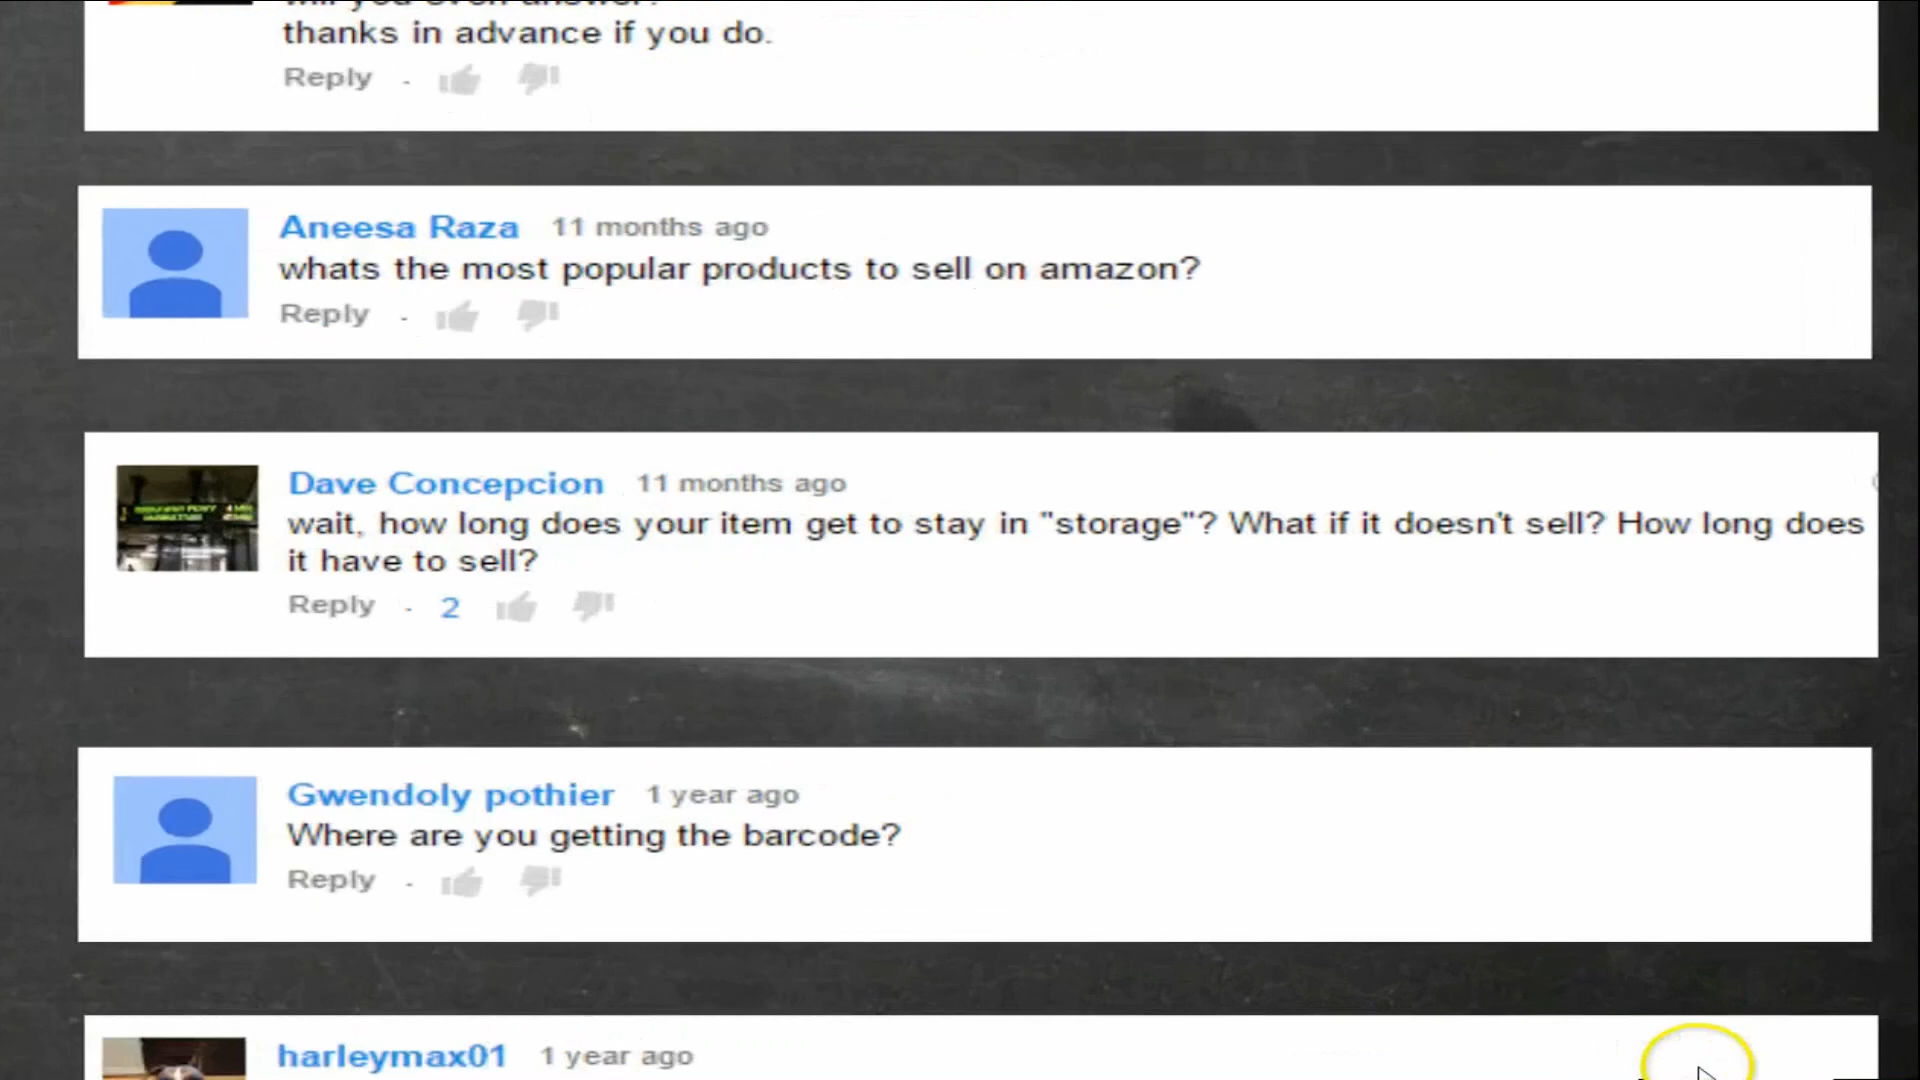 thanks in advance if you do.
Reply .
Aneesa Raza 11 months ago
whats the most popular products to sell on amazon?
Reply .
Dave Concepcion 11 months ago
wait, how long does your item get to stay in "storage"? What if it doesn't sell? How long does
it have to sell?
Reply . 2
Gwendoly pothier 1 year ago
Where are you getting the barcode?
Reply .
harleymax01 1 year ago